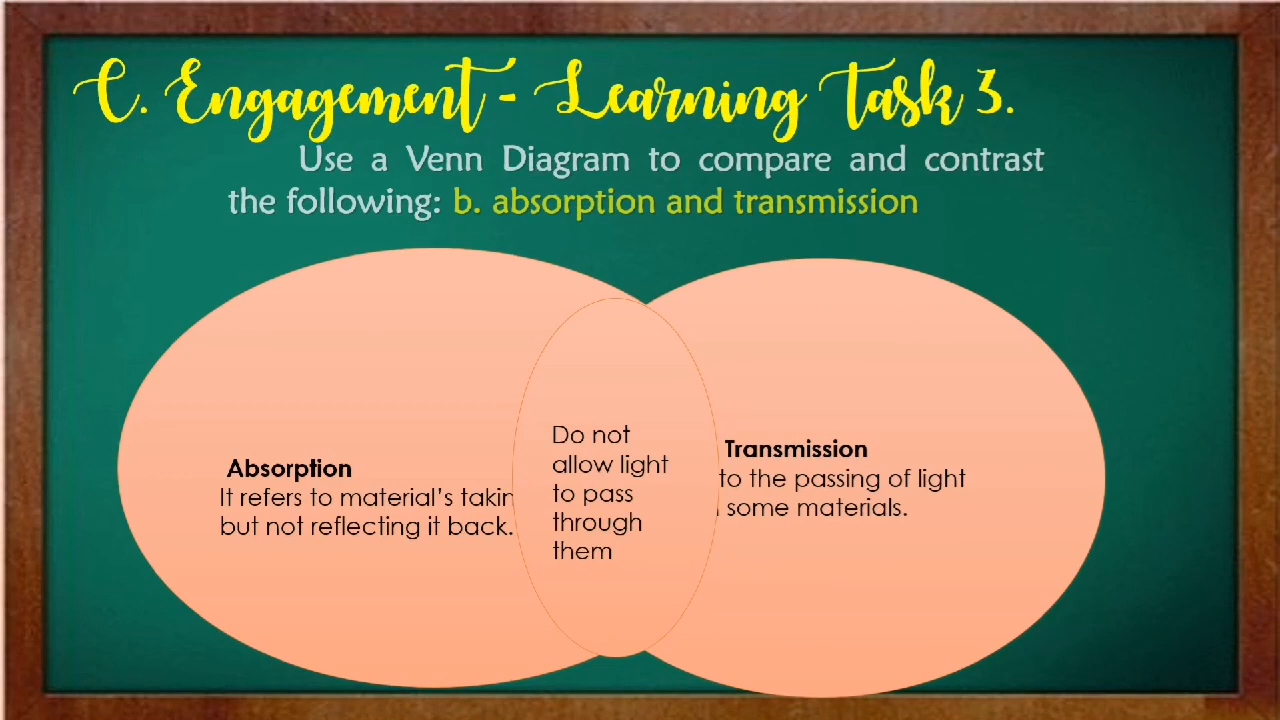 C. Engagement - Learning Task 3.
Use a Venn Diagram to compare and contrast
the following: b. absorption and transmission
Absorption
It refers to material's takin
but not reflecting it back.
Do not
allow light
to pass
through
them
Transmission
to the passing of light
some materials.